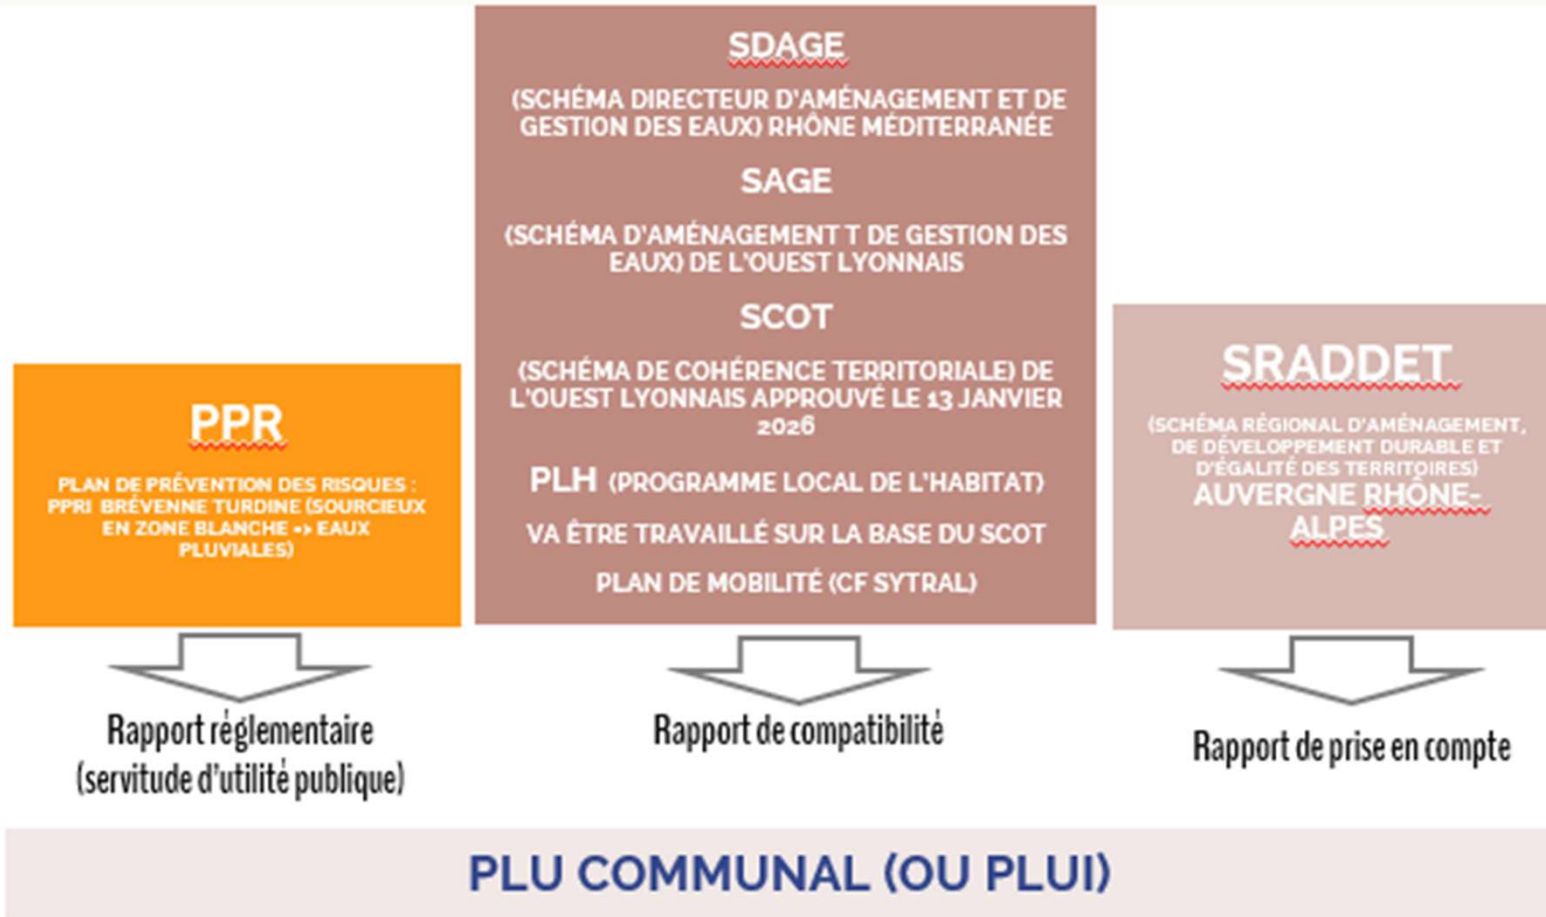 SDAGE
(SCHÉMA DIRECTEUR D'AMÉNAGEMENT ET DE
GESTION DES EAUX) RHÔNE MÉDITERRANÉE
SAGE
(SCHÉMA D'AMÉNAGEMENT T DE GESTION DES
EAUX) DE L'OUEST LYONNAIS
SCOT
(SCHÉMA DE COHÉRENCE TERRITORIALE) DE
L'OUEST LYONNAIS APPROUVÉ LE 13 JANVIER
2026
PLH (PROGRAMME LOCAL DE L'HABITAT)
VA ÊTRE TRAVAILLÉ SUR LA BASE DU SCOT
PLAN DE MOBILITÉ (CF SYTRAL)
PPR
PLAN DE PRÉVENTION DES RISQUES :
PPRI BRÉVENNE TURDINE (SOURCIEUX
EN ZONE BLANCHE -> EAUX
PLUVIALES)
SRADDET
(SCHÉMA RÉGIONAL D'AMÉNAGEMENT,
DE DÉVELOPPEMENT DURABLE ET
D'ÉGALITÉ DES TERRITOIRES)
AUVERGNE RHÔNE-
ALPES
Rapport réglementaire
(servitude d'utilité publique)
Rapport de compatibilité
Rapport de prise en compte
PLU COMMUNAL (OU PLUI)